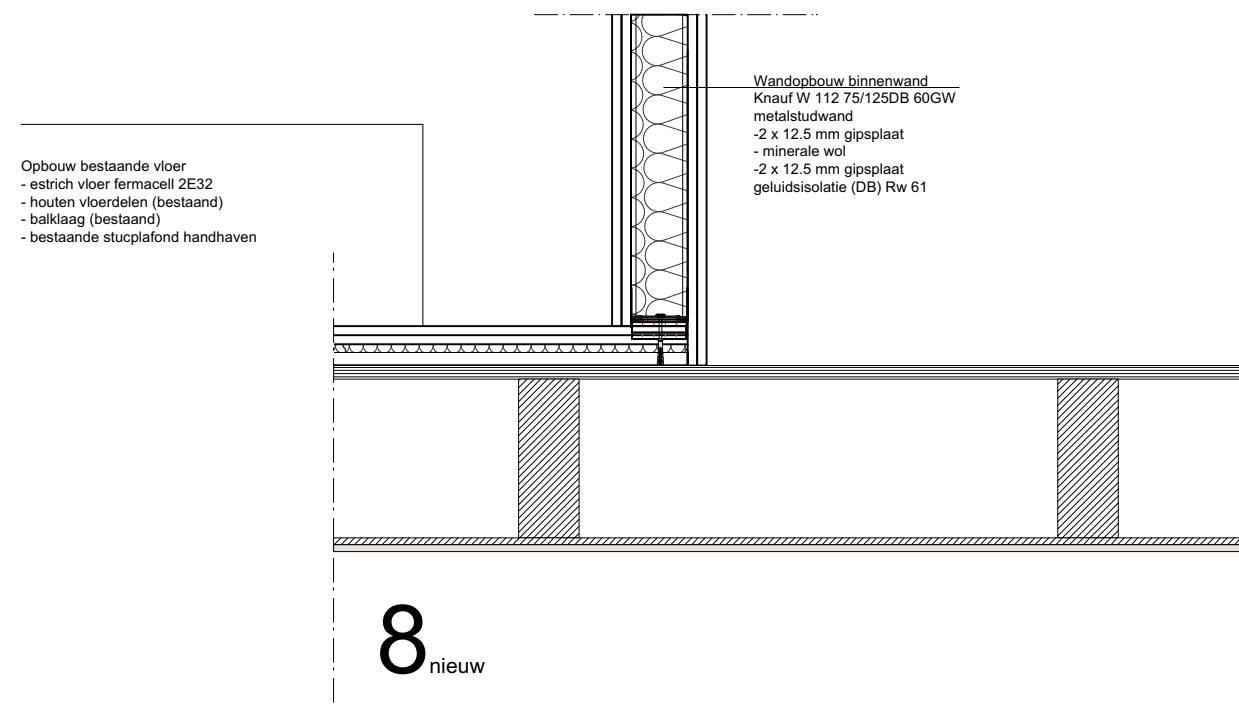 Wandopbouw binnenwand
Knauf W 112 75/125DB 60GW
metalstudwand
-2 x 12.5 mm gipsplaat
- minerale wol
-2 x 12.5 mm gipsplaat
geluidsisolatie (DB) Rw 61
Opbouw bestaande vloer
- estrich vloer fermacell 2E32
- houten vloerdelen (bestaand)
- balklaag (bestaand)
- bestaande stucplafond handhaven
8 nieuw